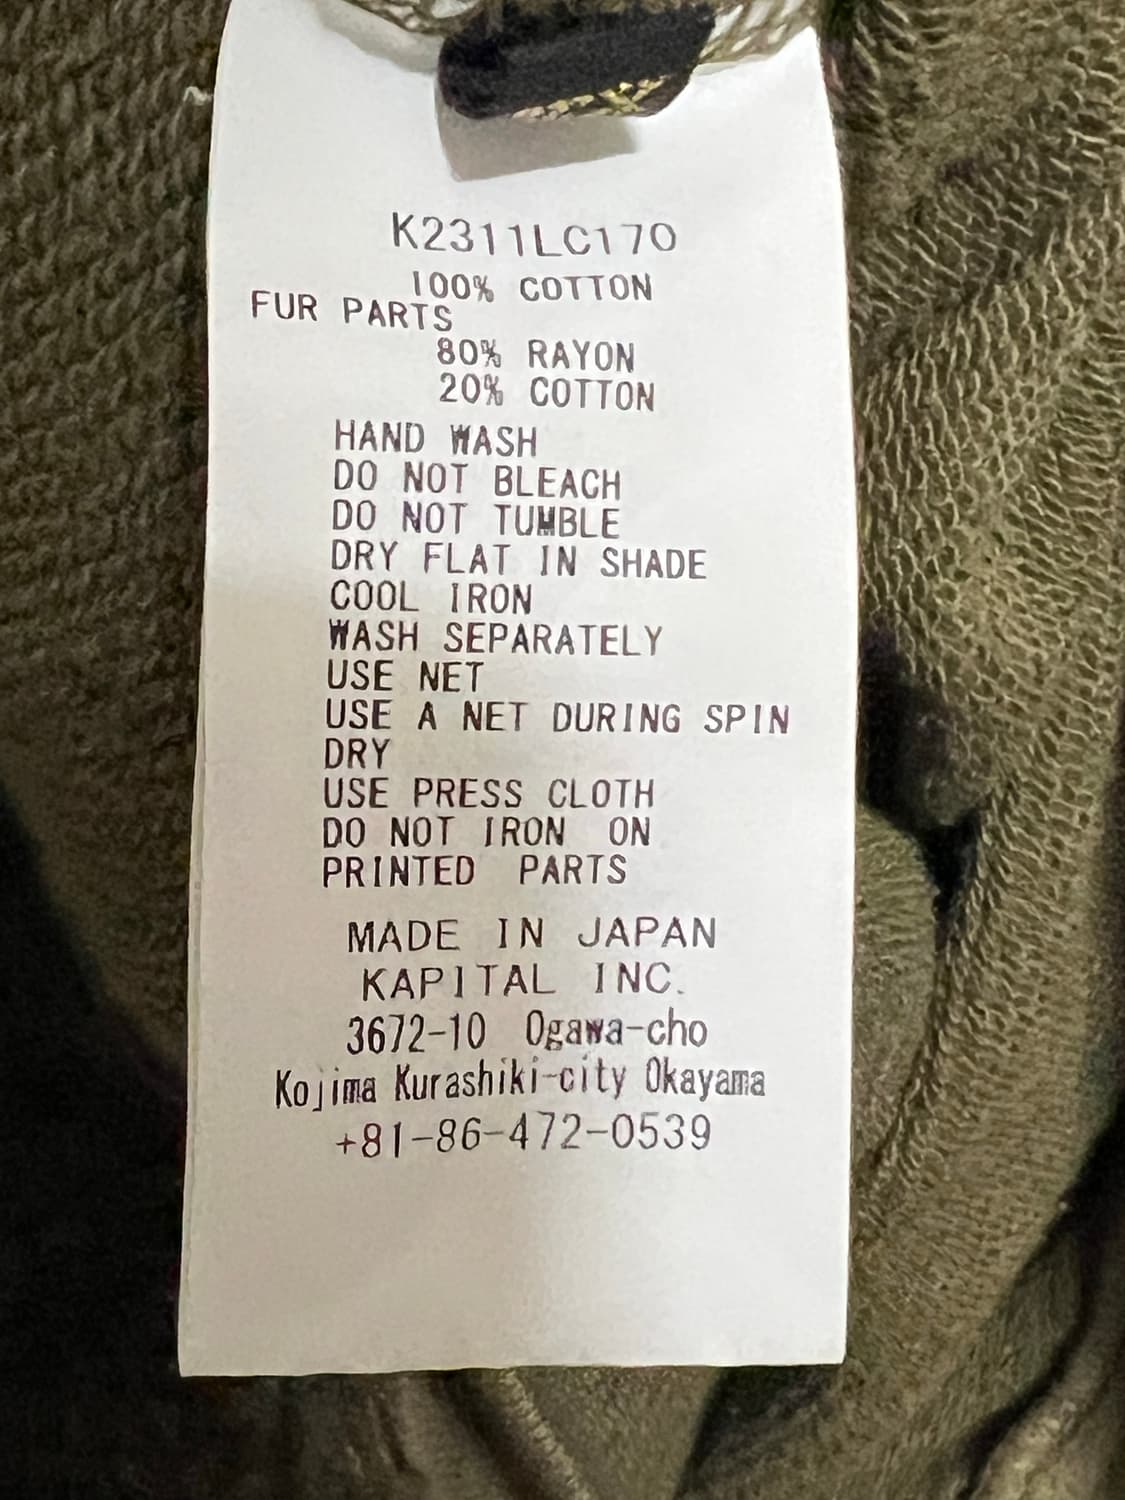 K2311LC170
100% COTTON
FUR PARTS
80% RAYON
20% COTTON
HAND WASH
DO NOT BLEACH
DO NOT TUMBLE
DRY FLAT IN SHADE
COOL IRON
WASH SEPARATELY
USE NET
USE A NET DURING SPIN
DRY
USE PRESS CLOTH
DO NOT IRON ON
PRINTED PARTS
MADE IN JAPAN
KAPITAL INC.
3672-10 Ogawa-cho
Kojima Kurashiki-city Okayama
+81-86-472-0539